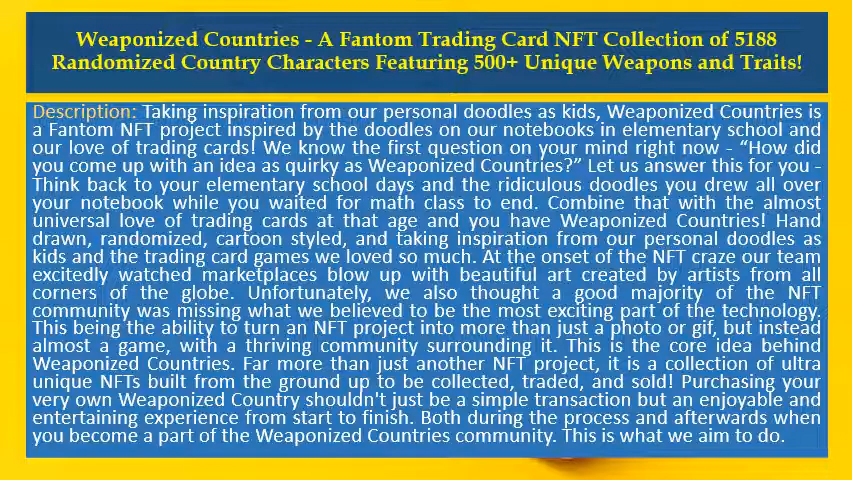 Weaponized Countries - A Fantom Trading Card NFT Collection of 5188
Randomized Country Characters Featuring 500+ Unique Weapons and Traits!
Description: Taking inspiration from our personal doodles as kids, Weaponized Countries is
a Fantom NFT project inspired by the doodles on our notebooks in elementary school and
our love of trading cards! We know the first question on your mind right now - “How did
you come up with an idea as quirky as Weaponized Countries?” Let us answer this for you -
Think back to your elementary school days and the ridiculous doodles you drew all over
your notebook while you waited for math class to end. Combine that with the almost
universal love of trading cards at that age and you have Weaponized Countries! Hand
drawn, randomized, cartoon styled, and taking inspiration from our personal doodles as
kids and the trading card games we loved so much. At the onset of the NFT craze our team
excitedly watched marketplaces blow up with beautiful art created by artists from all
corners of the globe. Unfortunately, we also thought a good majority of the NFT
community was missing what we believed to be the most exciting part of the technology.
This being the ability to turn an NFT project into more than just a photo or gif, but instead
almost a game, with a thriving community surrounding it. This is the core idea behind
Weaponized Countries. Far more than just another NFT project, it is a collection of ultra
unique NFTs built from the ground up to be collected, traded, and sold! Purchasing your
very own Weaponized Country shouldn't just be a simple transaction but an enjoyable and
entertaining experience from start to finish. Both during the process and afterwards when
you become a part of the Weaponized Countries community. This is what we aim to do.